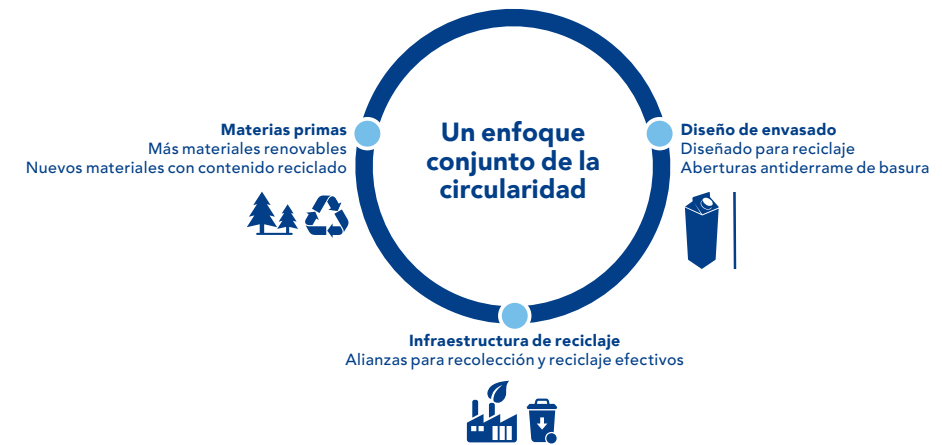 Un enfoque
conjunto de la
circularidad
Materias primas
Más materiales renovables
Nuevos materiales con contenido reciclado
Diseño de envasado
Diseñado para reciclaje
Aberturas antiderrame de basura
Infraestructura de reciclaje
Alianzas para recolección y reciclaje efectivos